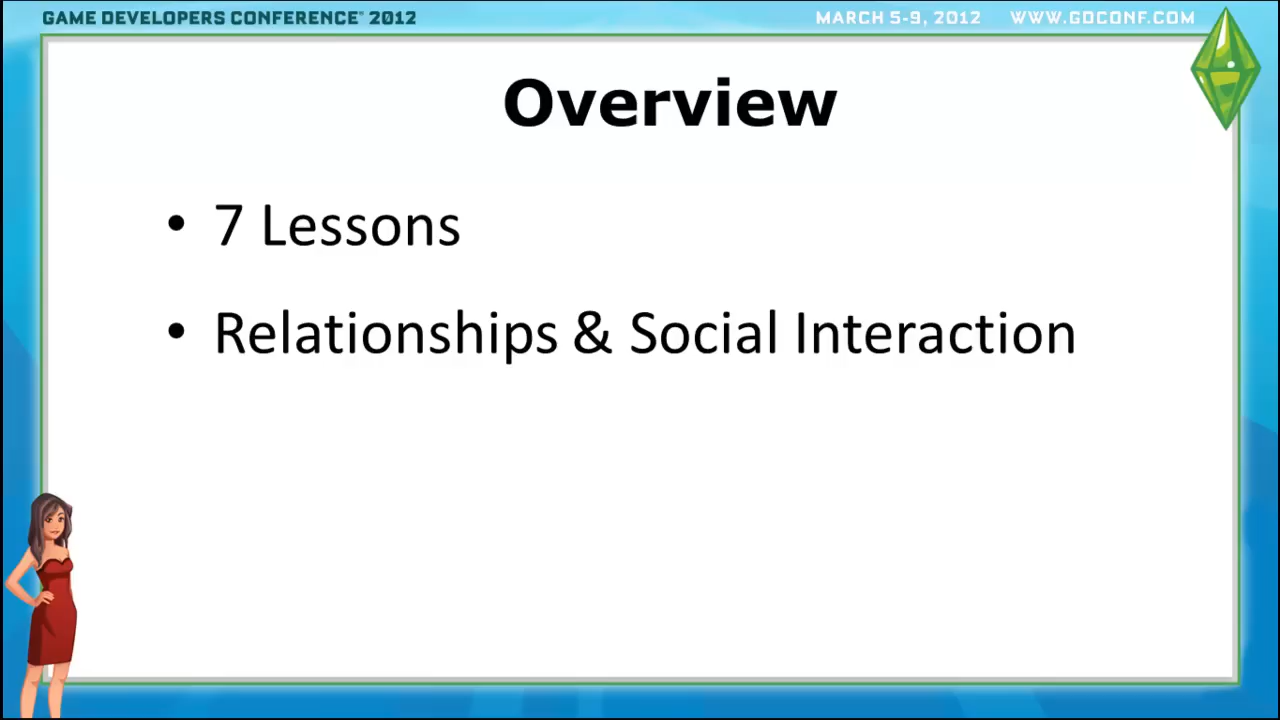 GAME DEVELOPERS CONFERENCE® 2012
MARCH 5-9, 2012 WWW.GDCONF.COM
Overview
• 7 Lessons
• Relationships & Social Interaction